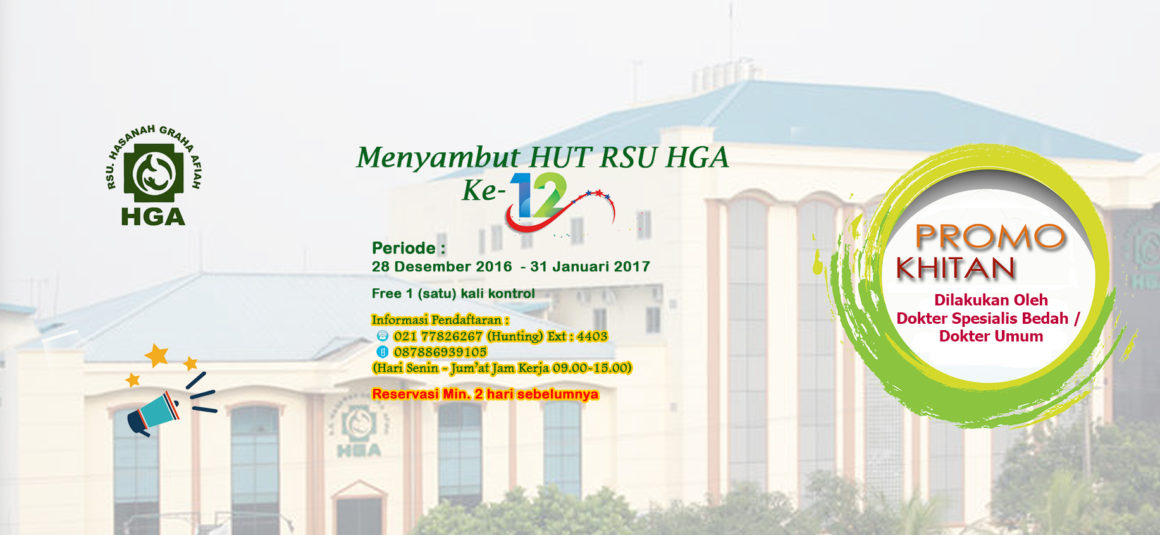 RSU. HASANAH GRAHA AFIAH
HGA
Menyambut HUT RSU HGA
Ke-12
Periode :
28 Desember 2016 - 31 Januari 2017
Free 1 (satu) kali kontrol
Informasi Pendaftaran :
021 77826267 (Hunting) Ext : 4403
087886939105
(Hari Senin - Jum'at Jam Kerja 09.00-15.00)
Reservasi Min. 2 hari sebelumnya
PROMO
KHITAN
Dilakukan Oleh
Dokter Spesialis Bedah /
Dokter Umum
HGA
HGA